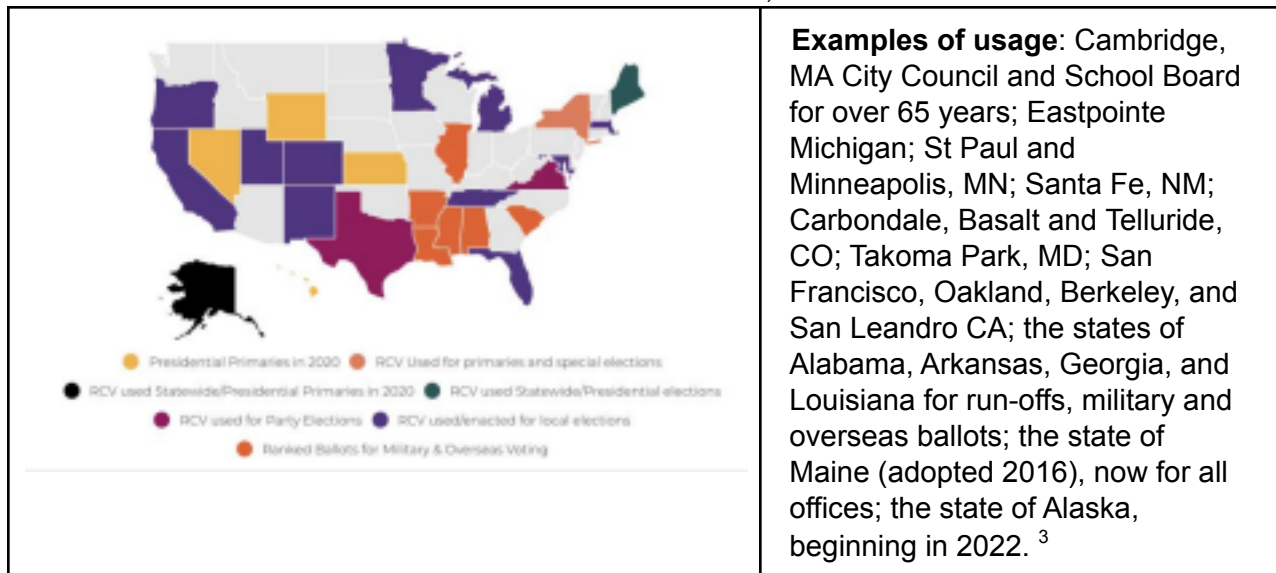 Presidential Primaries in 2020 RCV Used for primaries and special elections
RCV used Statewide/Presidential Primaries in 2020 RCV used Statewide/Presidential elections
RCV used for Party Elections RCV used/enacted for local elections
Ranked Ballots for Military & Overseas Voting
Examples of usage: Cambridge,
MA City Council and School Board
for over 65 years; Eastpointe
Michigan; St Paul and
Minneapolis, MN; Santa Fe, NM;
Carbondale, Basalt and Telluride,
CO; Takoma Park, MD; San
Francisco, Oakland, Berkeley, and
San Leandro CA; the states of
Alabama, Arkansas, Georgia, and
Louisiana for run-offs, military and
overseas ballots; the state of
Maine (adopted 2016), now for all
offices; the state of Alaska,
beginning in 2022. 3